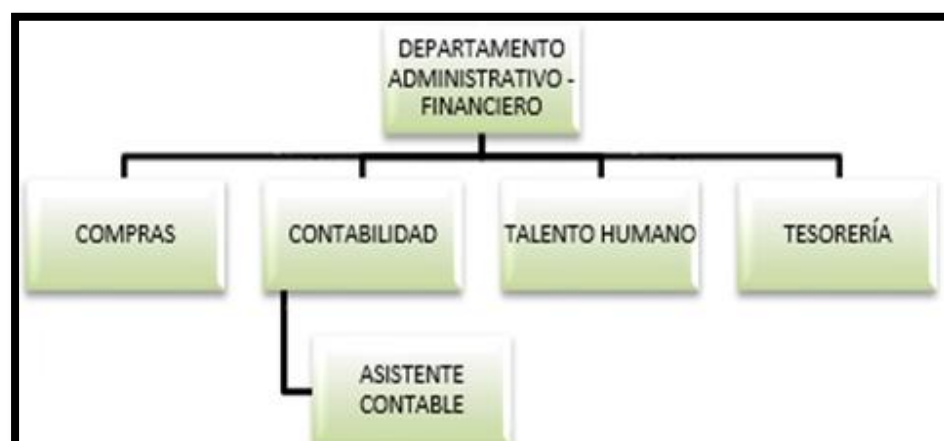 DEPARTAMENTO
ADMINISTRATIVO -
FINANCIERO
COMPRAS
CONTABILIDAD
TALENTO HUMANO
TESORERÍA
ASISTENTE
CONTABLE